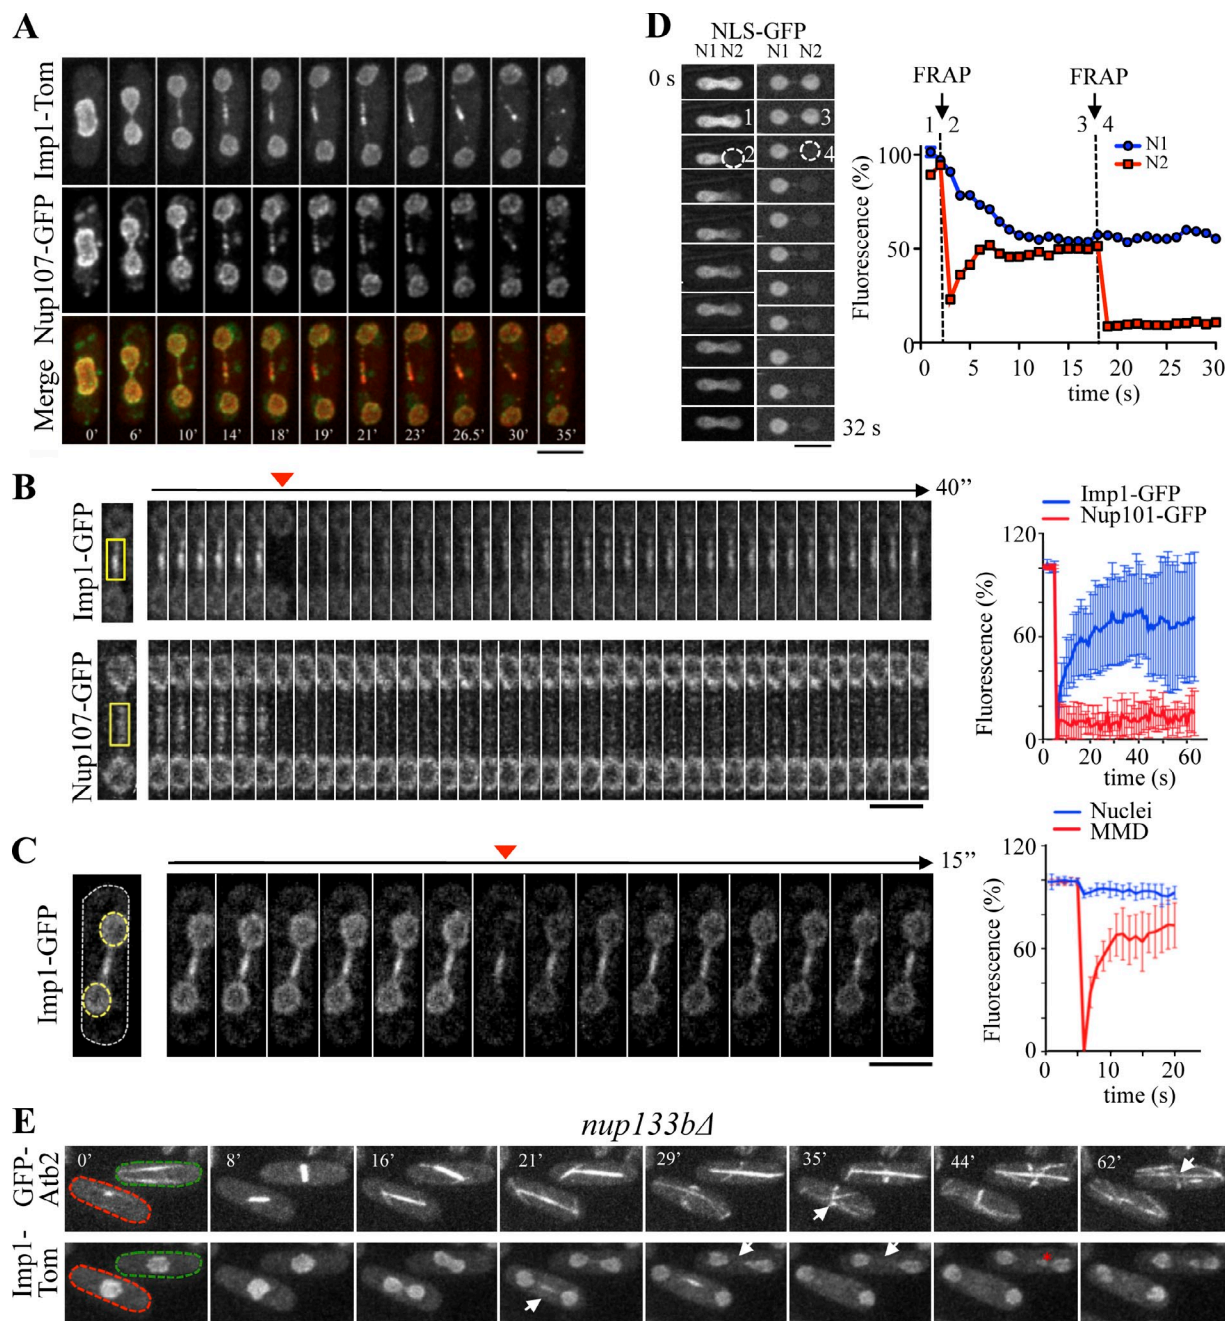 A
Imp1-Tom
Nup107-GFP
Merge
0’ 6’ 10’ 14’ 18’ 19’ 21’ 23’ 26.5’ 30’ 35’
D
NLS-GFP
N1 N2 N1 N2
0 s
1 3
2 4
32 s
FRAP FRAP
1 2 3 4
N1
N2
Fluorescence (%)
100
50
0
0 5 10 15 20 25 30
time (s)
B
40’’
Imp1-GFP
Nup107-GFP
Imp1-GFP
Nup101-GFP
Fluorescence (%)
120
60
0
0 20 40 60
time (s)
C
15’’
Imp1-GFP
Nuclei
MMD
Fluorescence (%)
120
60
0
0 10 20
time (s)
E
nup133bΔ
GFP-
Atb2
0’ 8’ 16’ 21’ 29’ 35’ 44’ 62’
Imp1-
Tom
*